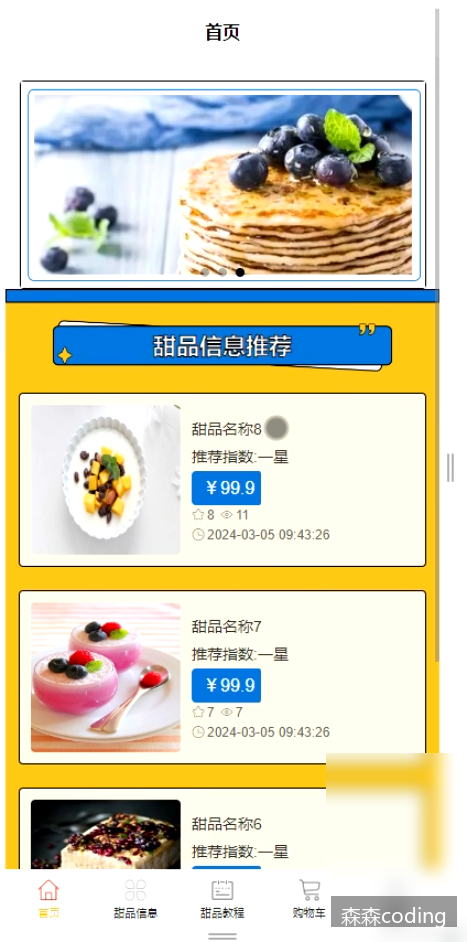 首页
甜品信息推荐
甜品名称8
推荐指数:一星
￥99.9
8 11
2024-03-05 09:43:26
甜品名称7
推荐指数:一星
￥99.9
7 7
2024-03-05 09:43:26
甜品名称6
推荐指数:一星
首页 甜品信息 甜品教程 购物车
森森coding